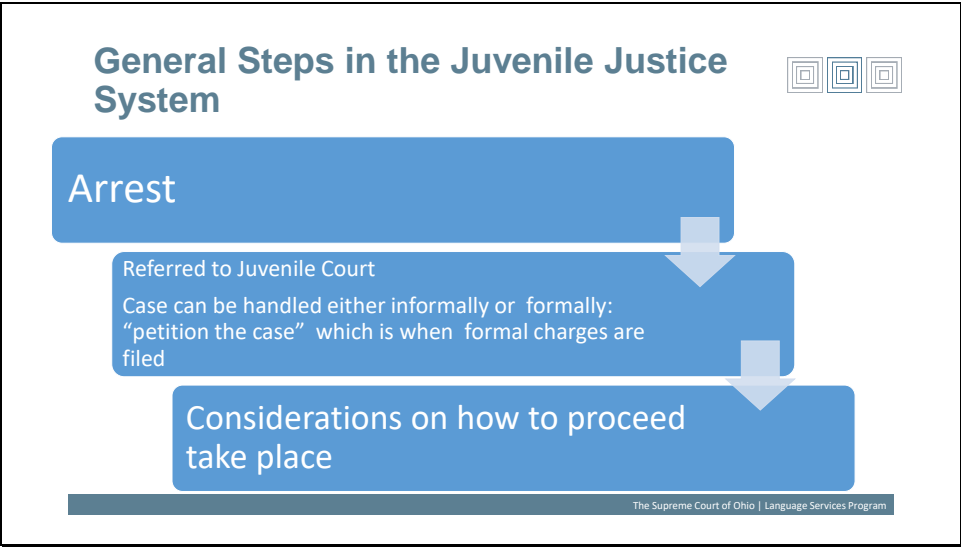 General Steps in the Juvenile Justice
System
Arrest
Referred to Juvenile Court
Case can be handled either informally or  formally:
“petition the case”  which is when  formal charges are
filed
Considerations on how to proceed
take place
The Supreme Court of Ohio | Language Services Program